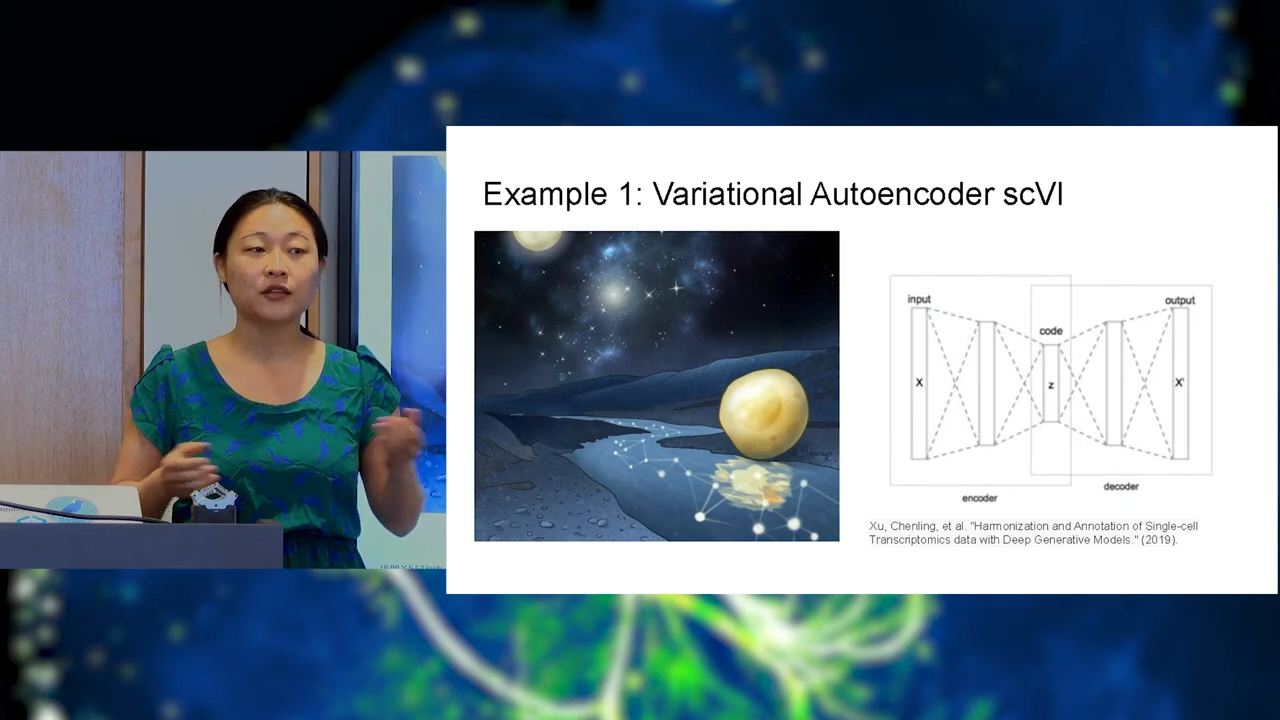 Example 1: Variational Autoencoder scVI
input
output
code
X
z
X'
encoder
decoder
Xu, Chenling, et al. "Harmonization and Annotation of Single-cell
Transcriptomics data with Deep Generative Models." (2019).